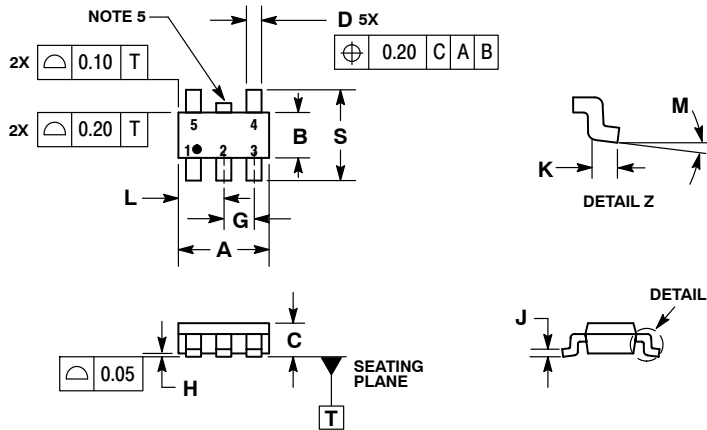 NOTE 5
D 5X
0.20 C A B
2X 0.10 T
2X 0.20 T
5 4
1 2 3
B
S
L
G
A
M
K
DETAIL Z
C
0.05
H
SEATING
PLANE
T
J
DETAIL